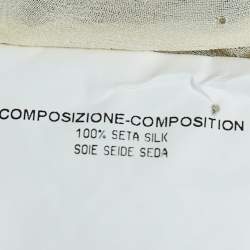 COMPOSIZIONE-COMPOSITION
100% SETA SILK
SOIE SEIDE SEDA